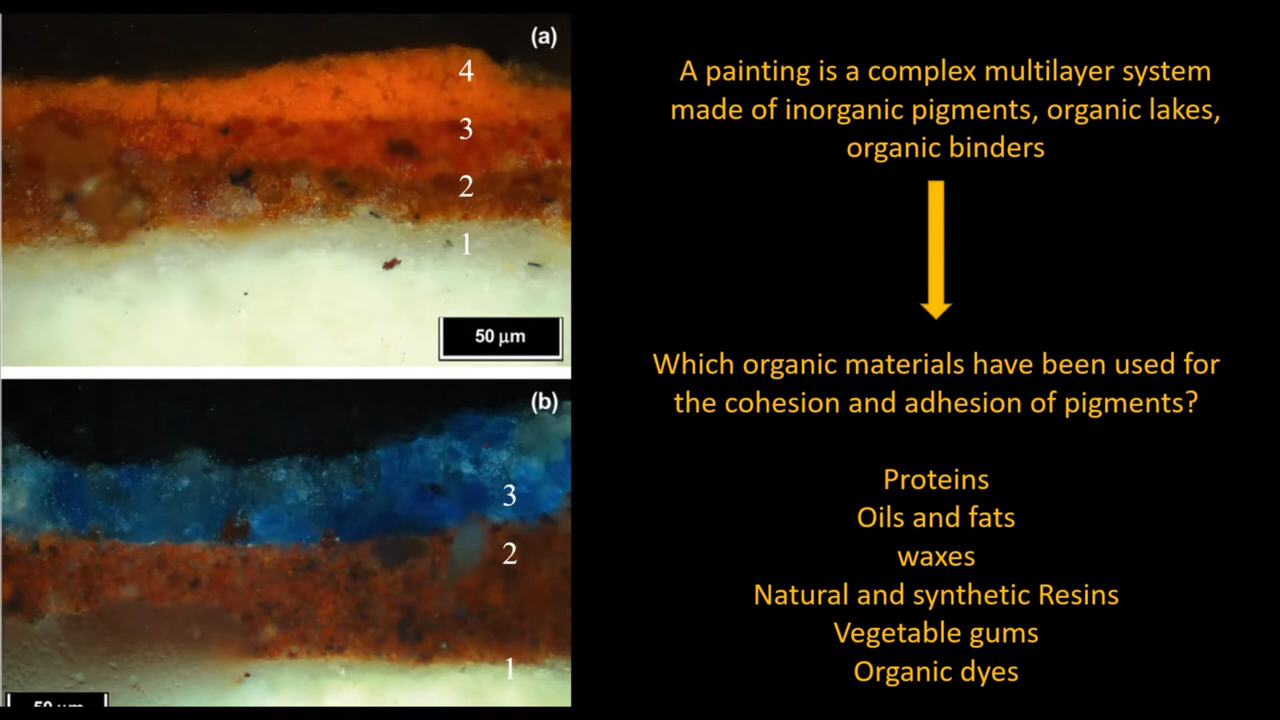 (a)
4
3
2
1
50 μm
(b)
3
2
1
50 μm
A painting is a complex multilayer system
made of inorganic pigments, organic lakes,
organic binders
Which organic materials have been used for
the cohesion and adhesion of pigments?
Proteins
Oils and fats
waxes
Natural and synthetic Resins
Vegetable gums
Organic dyes